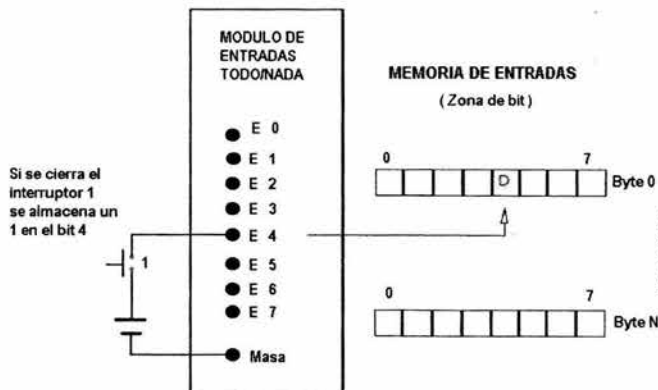 MODULO DE
ENTRADAS
TODO/NADA
E 0
E 1
E 2
E 3
E 4
E 5
E 6
E 7
Masa
Si se cierra el
interruptor 1
se almacena un
1 en el bit 4
1
MEMORIA DE ENTRADAS
( Zona de bit )
0 7
D Byte 0
0 7
Byte N